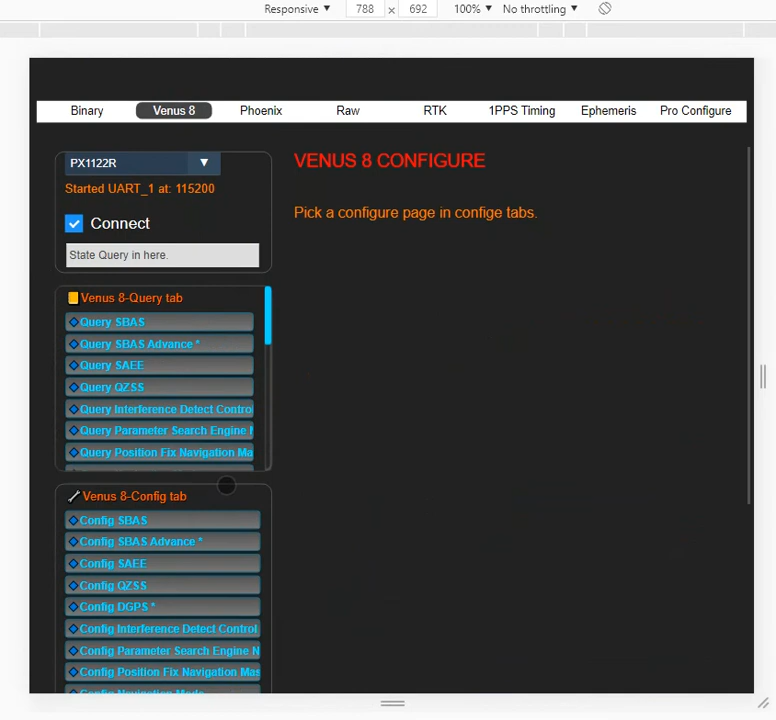 Responsive ▼ 788 × 692 100% ▼ No throttling ▼
Binary Venus 8 Phoenix Raw RTK 1PPS Timing Ephemeris Pro Configure
PX1122R ▼
Started UART_1 at: 115200
Connect
State Query in here.
VENUS 8 CONFIGURE
Pick a configure page in confige tabs.
Venus 8-Query tab
Query SBAS
Query SBAS Advance *
Query SAEE
Query QZSS
Query Interference Detect Contro
Query Parameter Search Engine N
Query Position Fix Navigation Ma
Venus 8-Config tab
Config SBAS
Config SBAS Advance *
Config SAEE
Config QZSS
Config DGPS *
Config Interference Detect Control
Config Parameter Search Engine N
Config Position Fix Navigation Mas
Config Navigation Mode